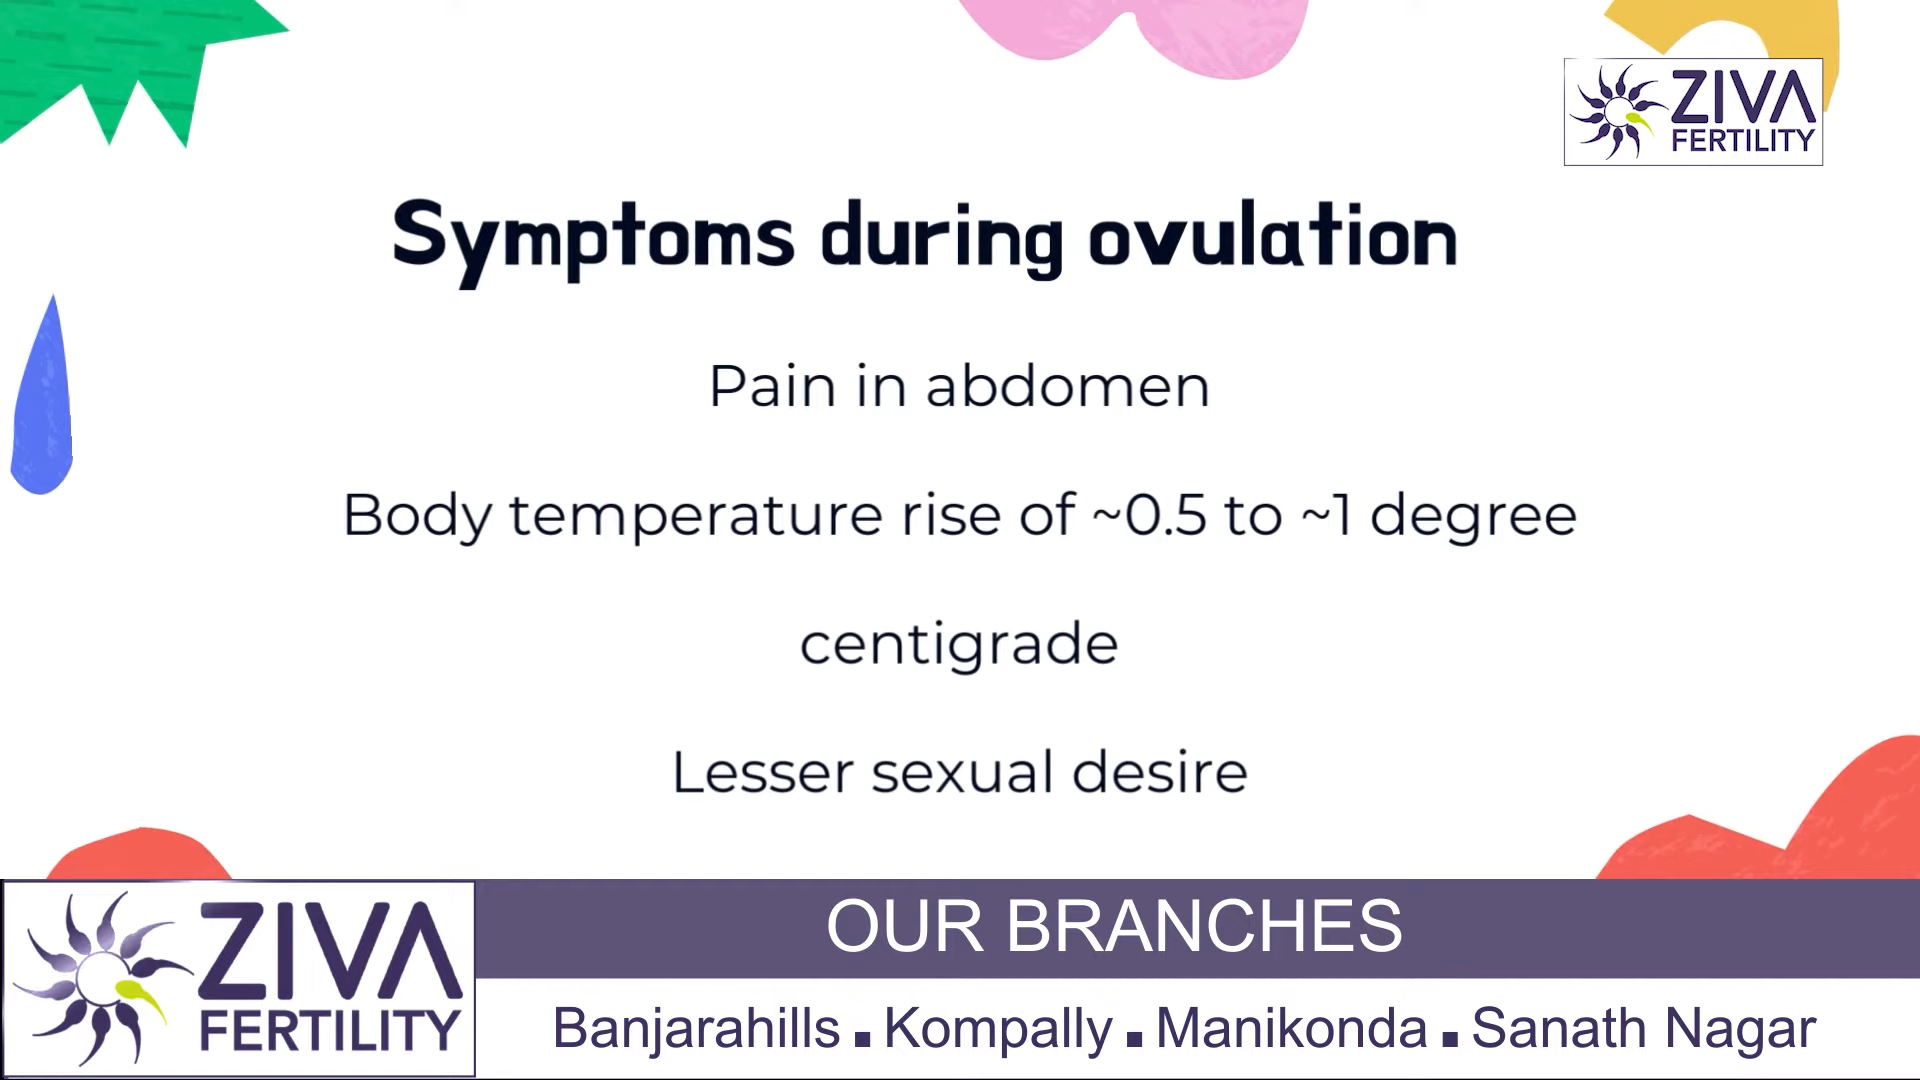 ZIVA
FERTILITY
Symptoms during ovulation
Pain in abdomen
Body temperature rise of ~0.5 to ~1 degree
centigrade
Lesser sexual desire
ZIVA
FERTILITY
OUR BRANCHES
Banjarahills ▪ Kompally ▪ Manikonda ▪ Sanath Nagar